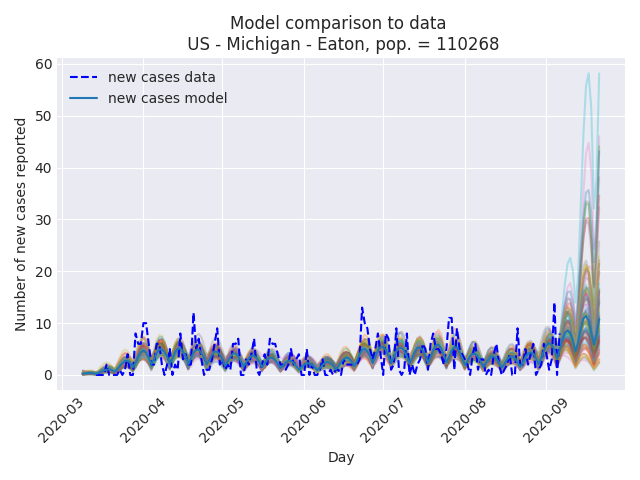 Model comparison to data
US - Michigan - Eaton, pop. = 110268
new cases data
new cases model
Number of new cases reported
60
50
40
30
20
10
0
2020-03
2020-04
2020-05
2020-06
2020-07
2020-08
2020-09
Day